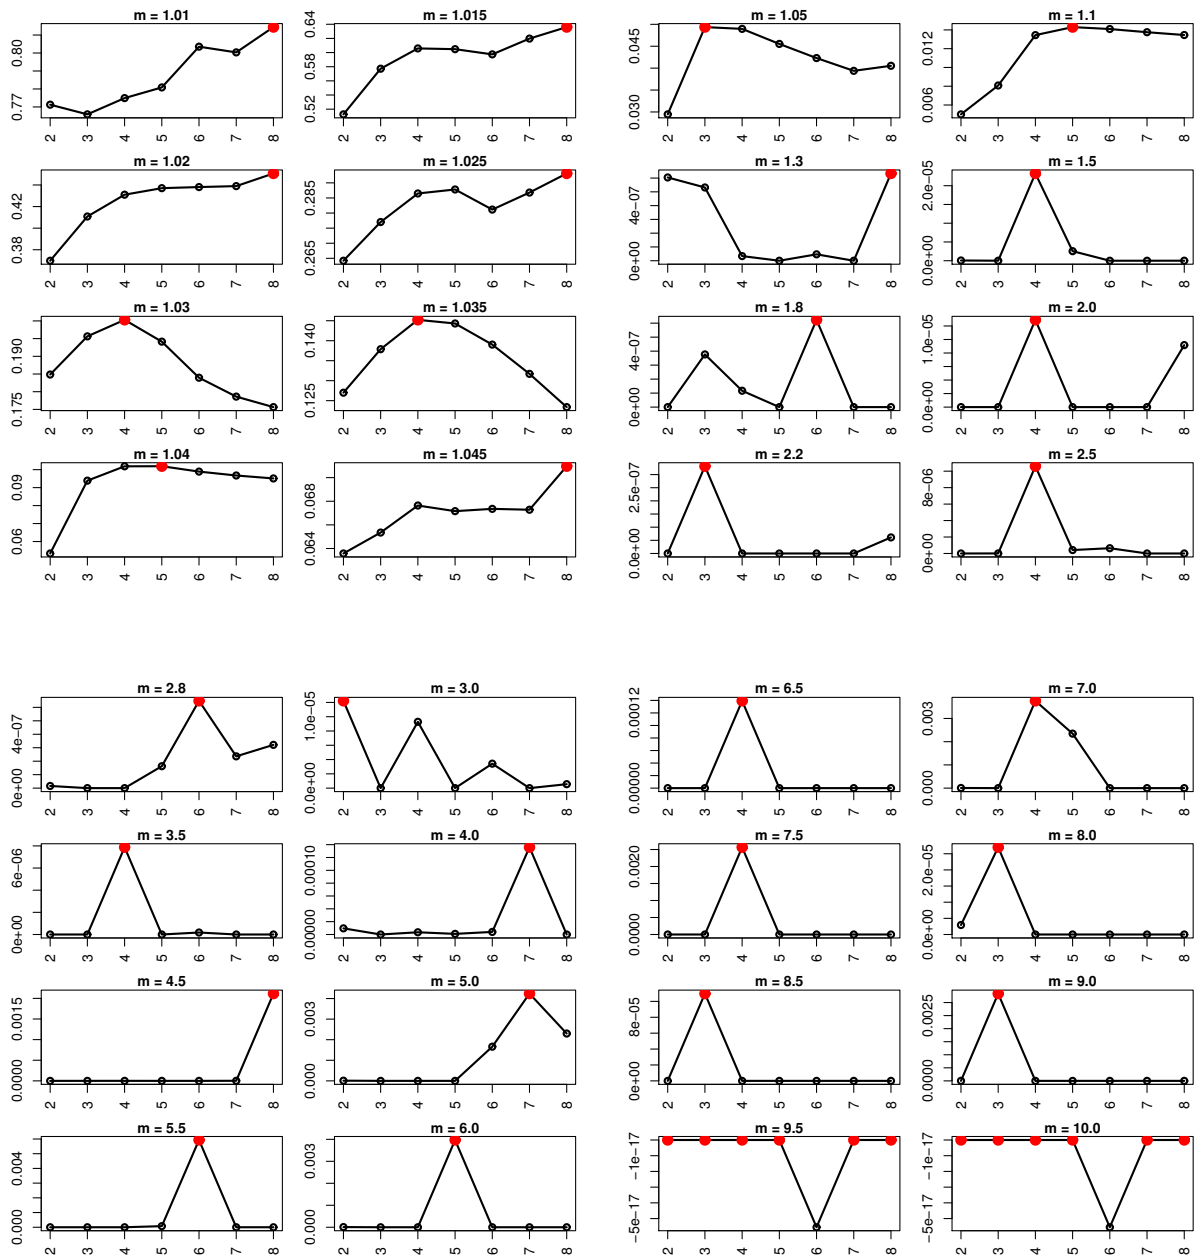 m = 1.01
0.77 0.80
2 3 4 5 6 7 8
m = 1.015
0.52 0.58 0.64
2 3 4 5 6 7 8
m = 1.05
0.030 0.045
2 3 4 5 6 7 8
m = 1.1
0.006 0.012
2 3 4 5 6 7 8
m = 1.02
0.38 0.42
2 3 4 5 6 7 8
m = 1.025
0.265 0.285
2 3 4 5 6 7 8
m = 1.3
0e+00 4e-07
2 3 4 5 6 7 8
m = 1.5
0.0e+00 2.0e-05
2 3 4 5 6 7 8
m = 1.03
0.175 0.190
2 3 4 5 6 7 8
m = 1.035
0.125 0.140
2 3 4 5 6 7 8
m = 1.8
0e+00 4e-07
2 3 4 5 6 7 8
m = 2.0
0.0e+00 1.0e-05
2 3 4 5 6 7 8
m = 1.04
0.06 0.09
2 3 4 5 6 7 8
m = 1.045
0.064 0.068
2 3 4 5 6 7 8
m = 2.2
0.0e+00 2.5e-07
2 3 4 5 6 7 8
m = 2.5
0e+00 8e-06
2 3 4 5 6 7 8
m = 2.8
0e+00 4e-07
2 3 4 5 6 7 8
m = 3.0
0.0e+00 1.0e-05
2 3 4 5 6 7 8
m = 6.5
0.00000 0.00012
2 3 4 5 6 7 8
m = 7.0
0.000 0.003
2 3 4 5 6 7 8
m = 3.5
0e+00 6e-06
2 3 4 5 6 7 8
m = 4.0
0.00000 0.00010
2 3 4 5 6 7 8
m = 7.5
0.0000 0.0020
2 3 4 5 6 7 8
m = 8.0
0.0e+00 2.0e-05
2 3 4 5 6 7 8
m = 4.5
0.0000 0.0015
2 3 4 5 6 7 8
m = 5.0
0.000 0.003
2 3 4 5 6 7 8
m = 8.5
0e+00 8e-05
2 3 4 5 6 7 8
m = 9.0
0.0000 0.0025
2 3 4 5 6 7 8
m = 5.5
0.000 0.004
2 3 4 5 6 7 8
m = 6.0
0.000 0.003
2 3 4 5 6 7 8
m = 9.5
−5e−17 −1e−17
2 3 4 5 6 7 8
m = 10.0
−5e−17 −1e−17
2 3 4 5 6 7 8